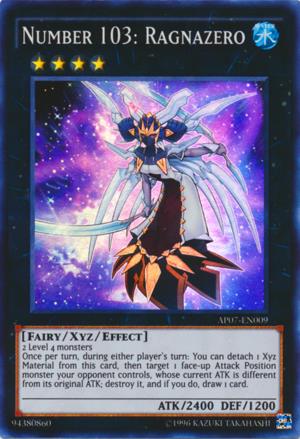 NUMBER 103: RAGNAZERO
水
AP07-EN009
[FAIRY/XYZ/EFFECT]
2 Level 4 monsters
Once per turn, during either player's turn: You can detach 1 Xyz
Material from this card, then target 1 face-up Attack Position
monster your opponent controls, whose current ATK is different
from its original ATK; destroy it, and if you do, draw 1 card.
ATK/2400 DEF/1200
94380860
©1996 KAZUKI TAKAHASHI